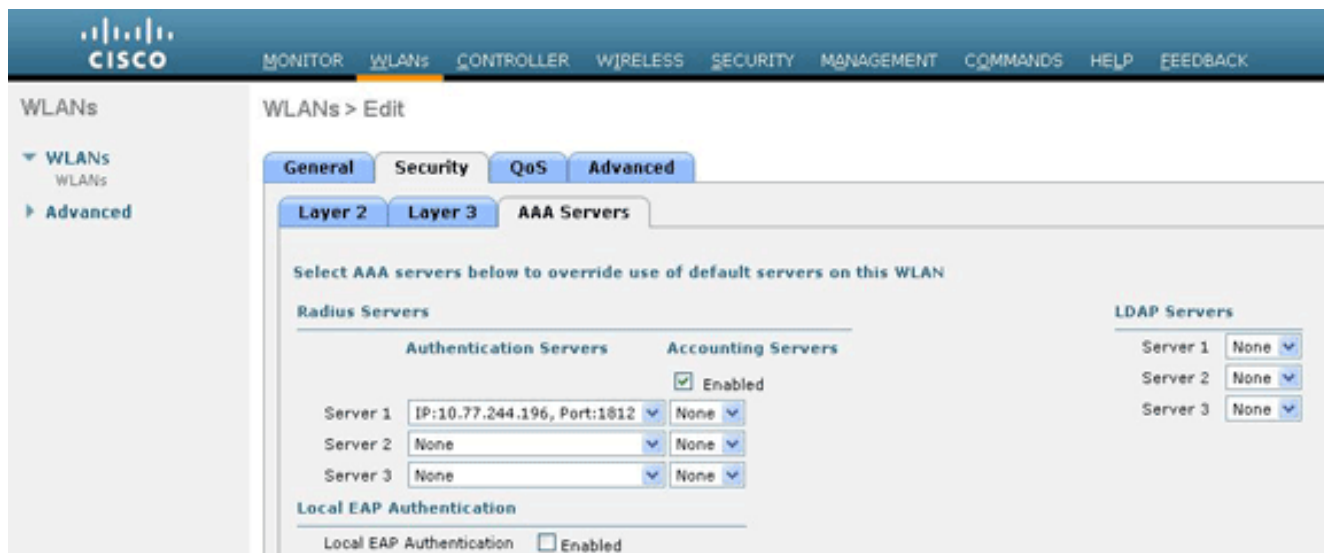 CISCO
MONITOR WLANs CONTROLLER WIRELESS SECURITY MANAGEMENT COMMANDS HELP FEEDBACK
WLANs
WLANs > Edit
WLANs
WLANs
Advanced
General Security QoS Advanced
Layer 2 Layer 3 AAA Servers
Select AAA servers below to override use of default servers on this WLAN
Radius Servers
LDAP Servers
Authentication Servers Accounting Servers
Server 1 None
Enabled
Server 2 None
Server 1 IP:10.77.244.196, Port:1812 None
Server 3 None
Server 2 None None
Server 3 None None
Local EAP Authentication
Local EAP Authentication Enabled